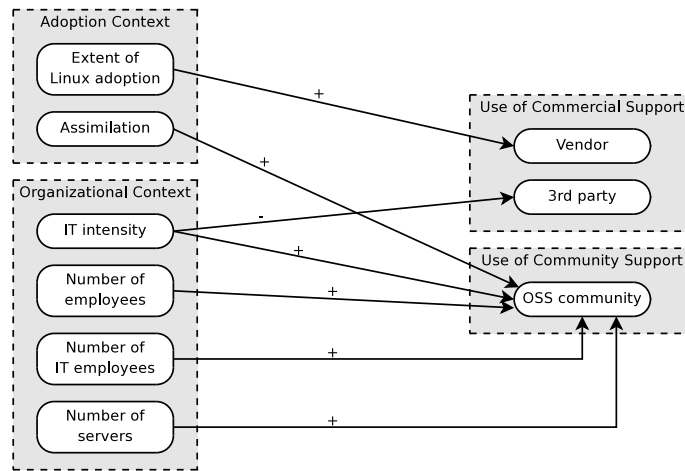 Adoption Context
Extent of
Linux adoption
Assimilation
Organizational Context
IT intensity
Number of
employees
Number of
IT employees
Number of
servers
+
+
-
+
+
+
+
Use of Commercial Support
Vendor
3rd party
Use of Community Support
OSS community